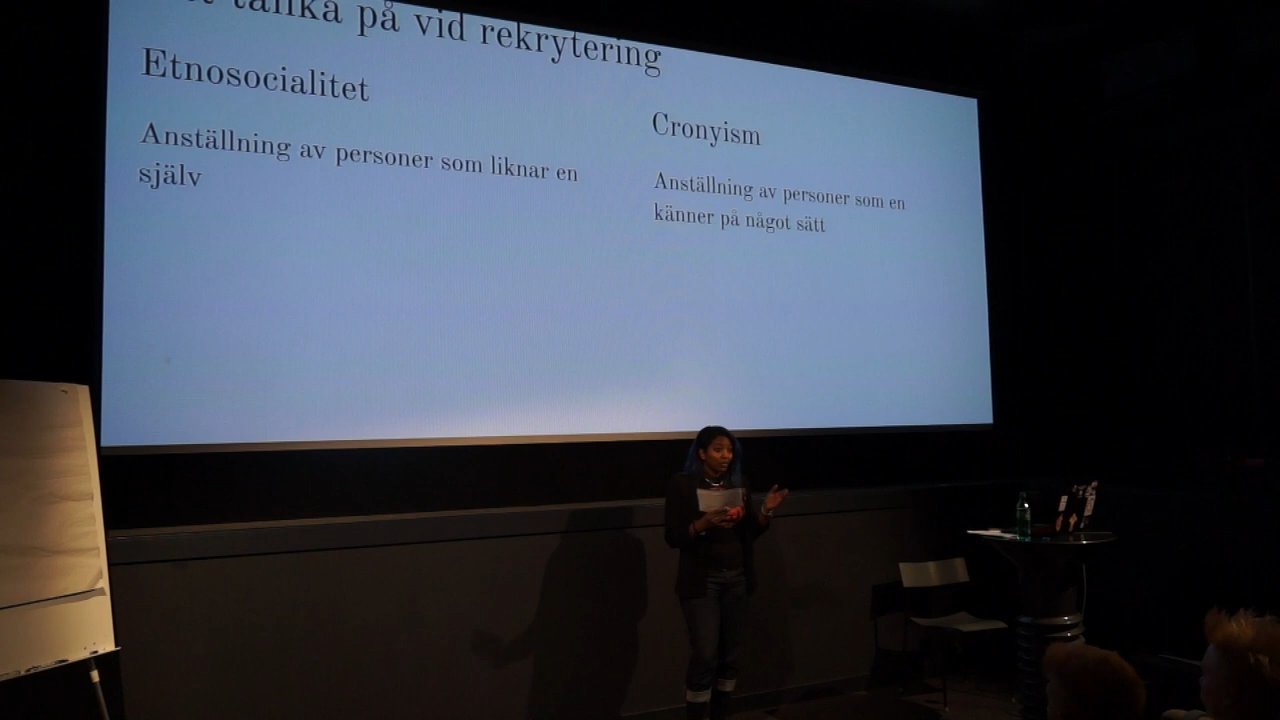 tänka på vid rekrytering
Etnosocialitet
Anställning av personer som liknar en
själv
Cronyism
Anställning av personer som en
känner på något sätt